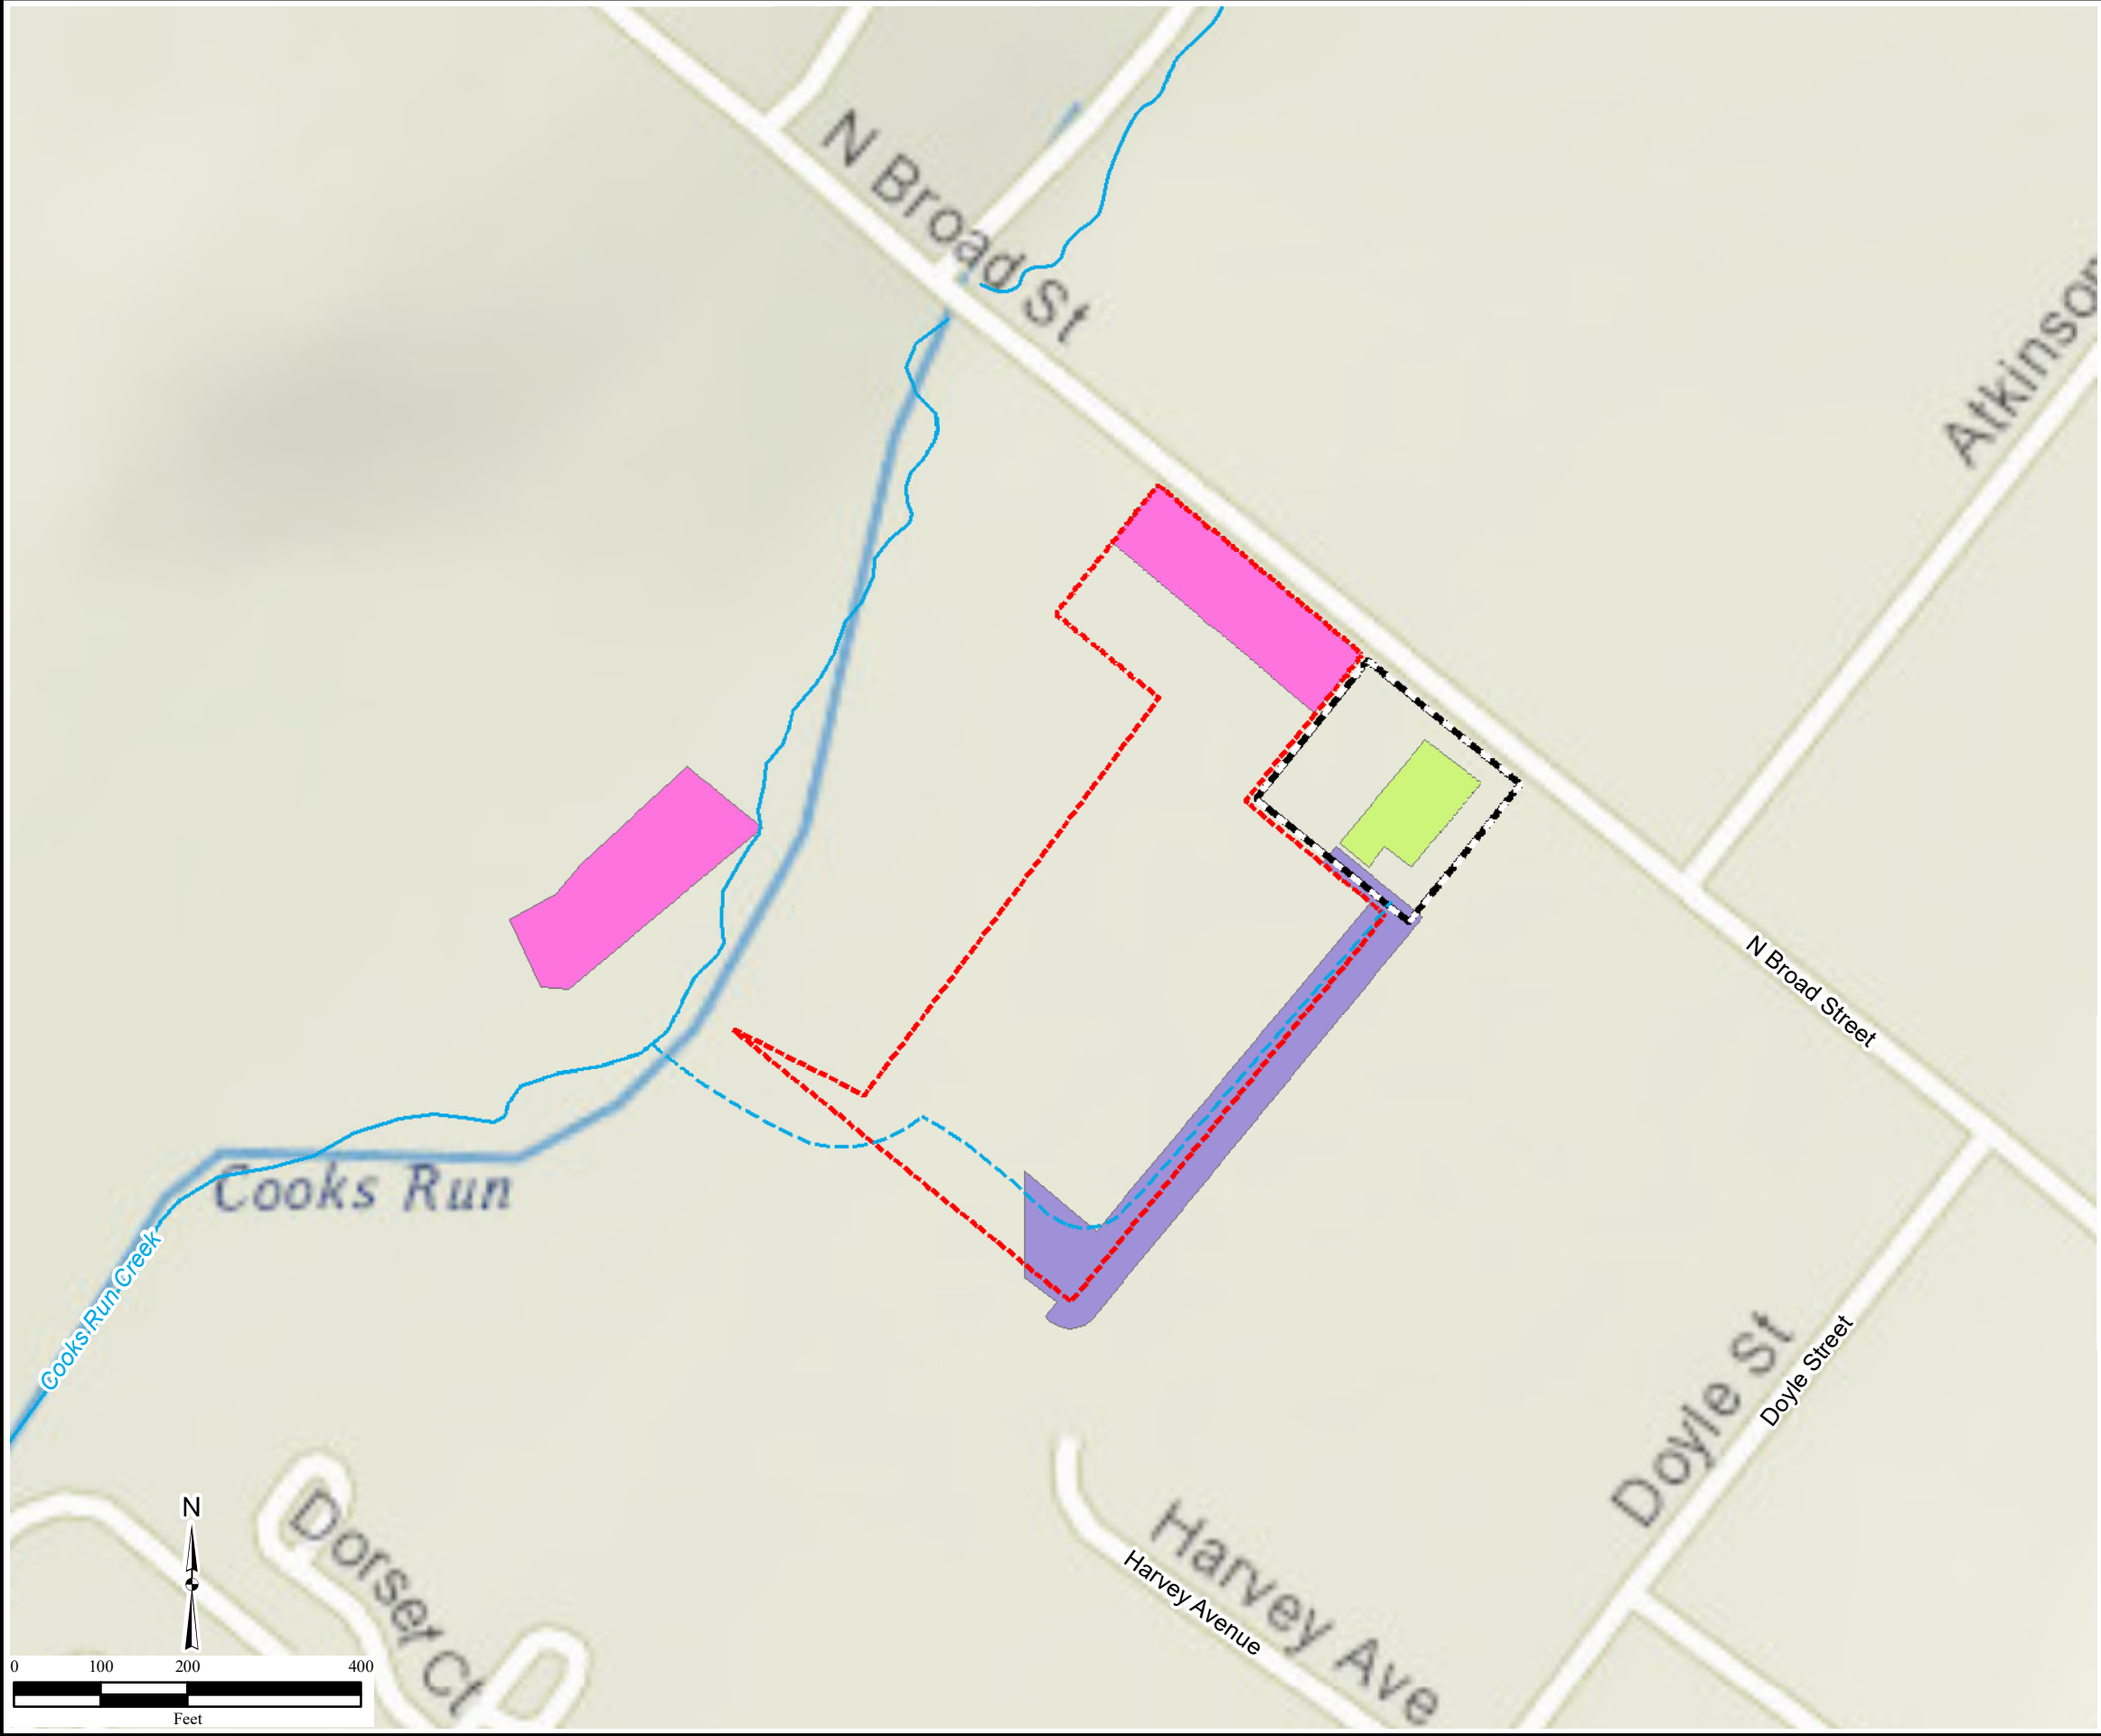 N Broad St
Atkinson
N Broad Street
Cooks Run
Cooks Run Creek
Doyle St
Doyle Street
N
Dorset Ct
Harvey Ave
Harvey Avenue
0 100 200 400
Feet